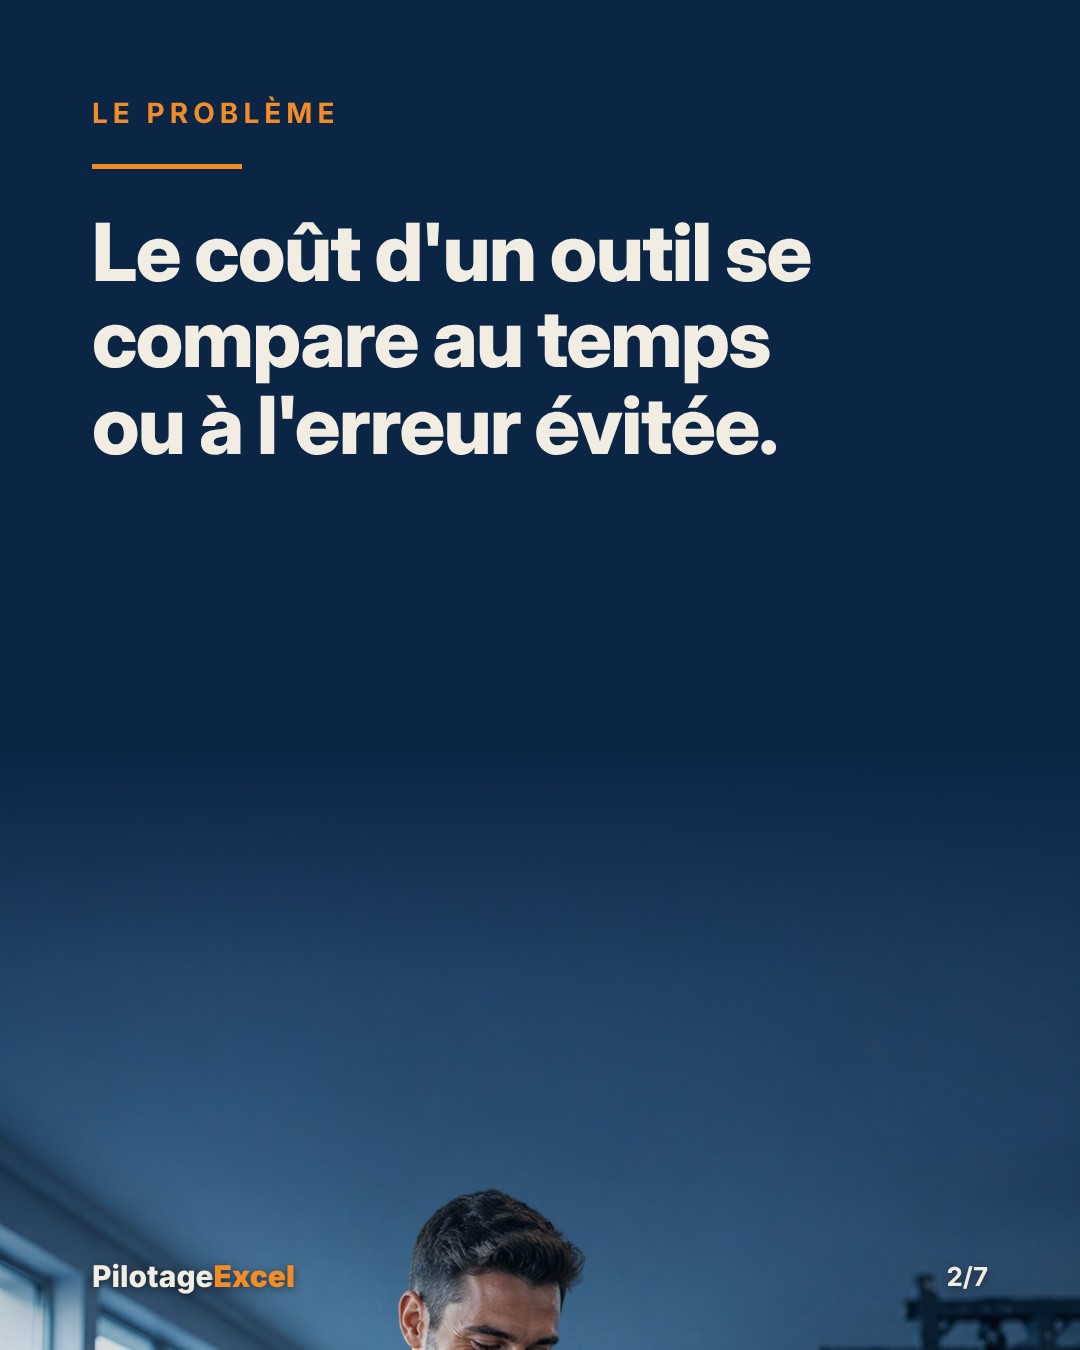 LE PROBLÈME
Le coût d'un outil se
compare au temps
ou à l'erreur évitée.
PilotageExcel
2/7